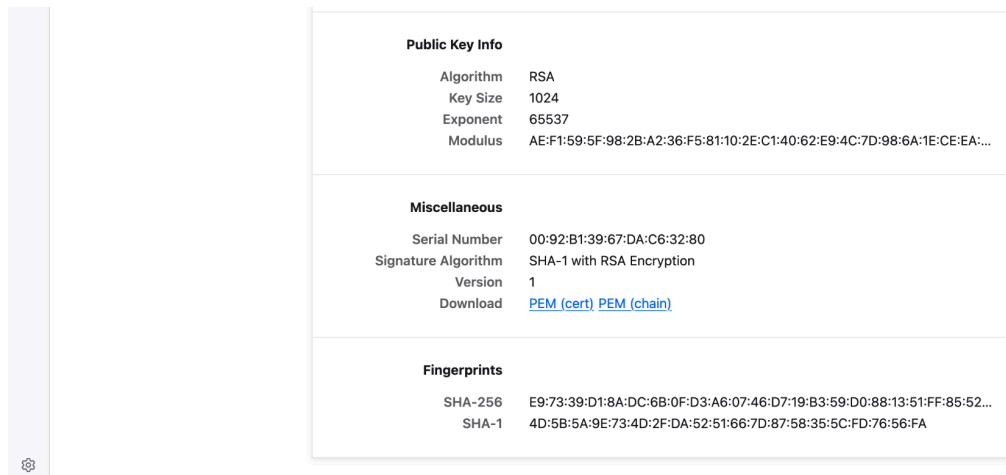 Public Key Info
Algorithm RSA
Key Size 1024
Exponent 65537
Modulus AE:F1:59:5F:98:2B:A2:36:F5:81:10:2E:C1:40:62:E9:4C:7D:98:6A:1E:CE:EA:...
Miscellaneous
Serial Number 00:92:B1:39:67:DA:C6:32:80
Signature Algorithm SHA-1 with RSA Encryption
Version 1
Download PEM (cert) PEM (chain)
Fingerprints
SHA-256 E9:73:39:D1:8A:DC:6B:0F:D3:A6:07:46:D7:19:B3:59:D0:88:13:51:FF:85:52...
SHA-1 4D:5B:5A:9E:73:4D:2F:DA:52:51:66:7D:87:58:35:5C:FD:76:56:FA